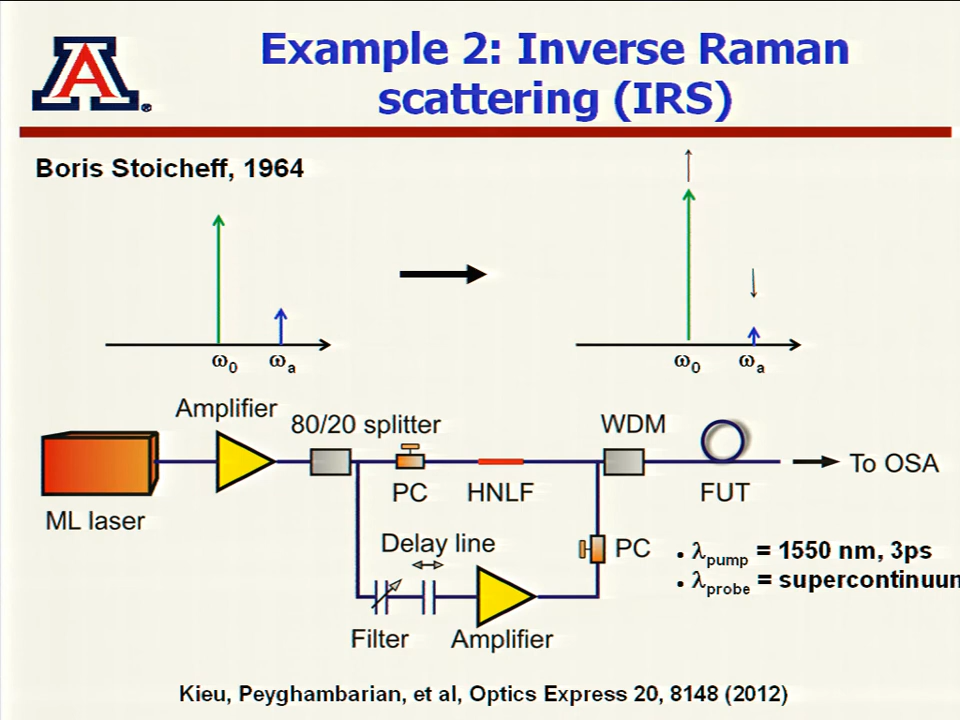 Example 2: Inverse Raman
scattering (IRS)
A
®
Boris Stoicheff, 1964
ω0 ωa
ω0 ωa
Amplifier
80/20 splitter
WDM
To OSA
ML laser
PC
HNLF
FUT
Delay line
PC
Filter
Amplifier
• λpump = 1550 nm, 3ps
• λprobe = supercontinuun
Kieu, Peyghambarian, et al, Optics Express 20, 8148 (2012)